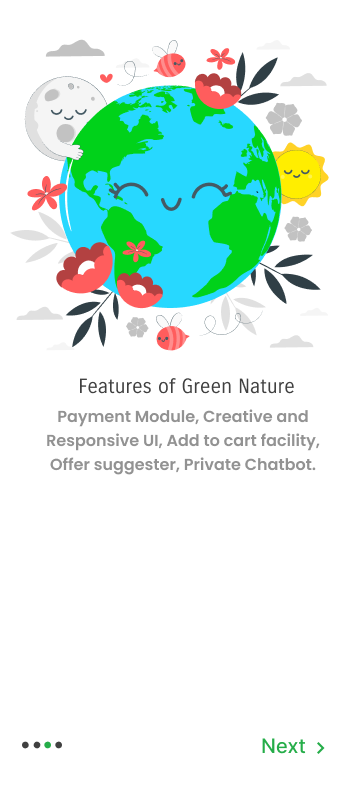 Features of Green Nature
Payment Module, Creative and
Responsive UI, Add to cart facility,
Offer suggester, Private Chatbot.
Next